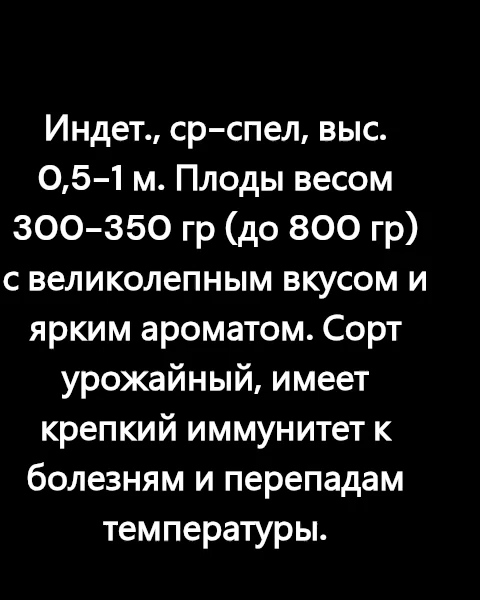 Индет., ср-спел, выс.
0,5-1 м. Плоды весом
300-350 гр (до 800 гр)
с великолепным вкусом и
ярким ароматом. Сорт
урожайный, имеет
крепкий иммунитет к
болезням и перепадам
температуры.